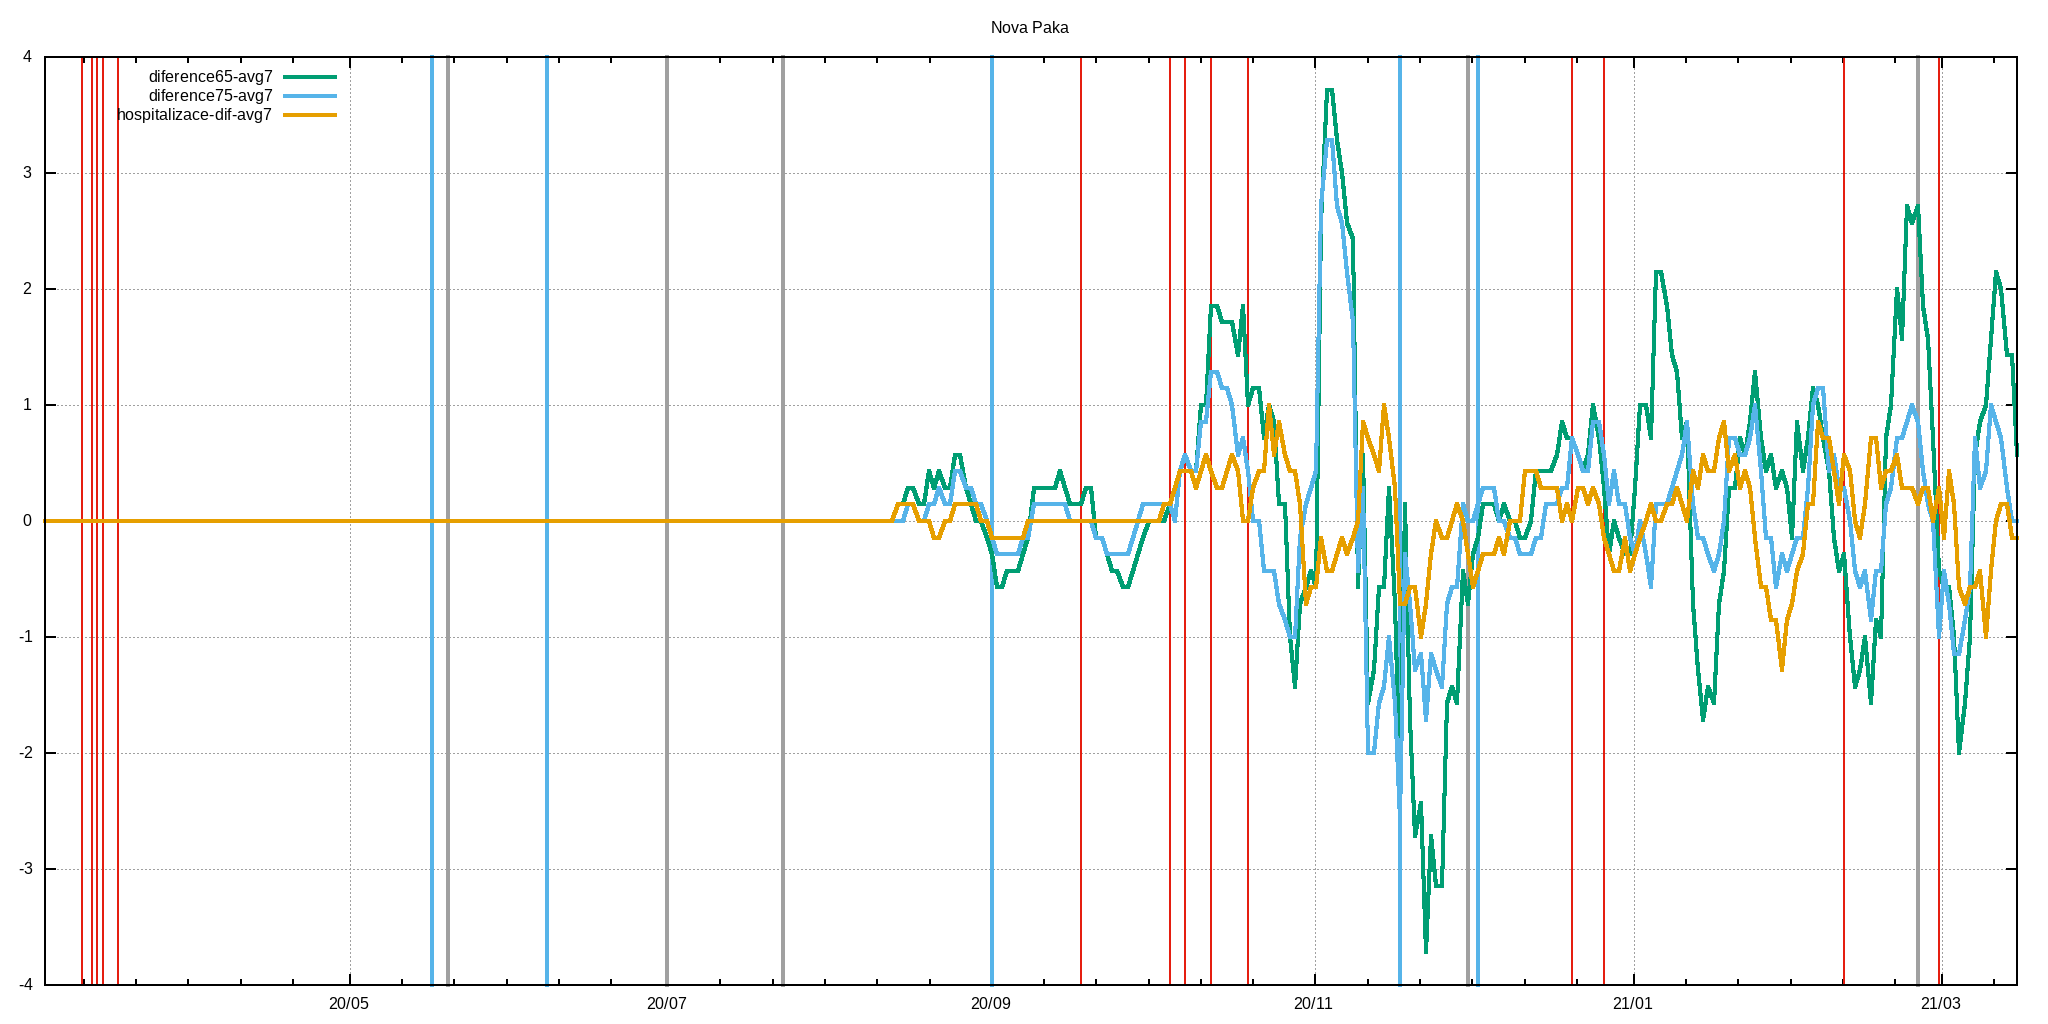 Nova Paka
4
diference65-avg7
diference75-avg7
hospitalizace-dif-avg7
3
2
1
0
-1
-2
-3
-4
20/05 20/07 20/09 20/11 21/01 21/03